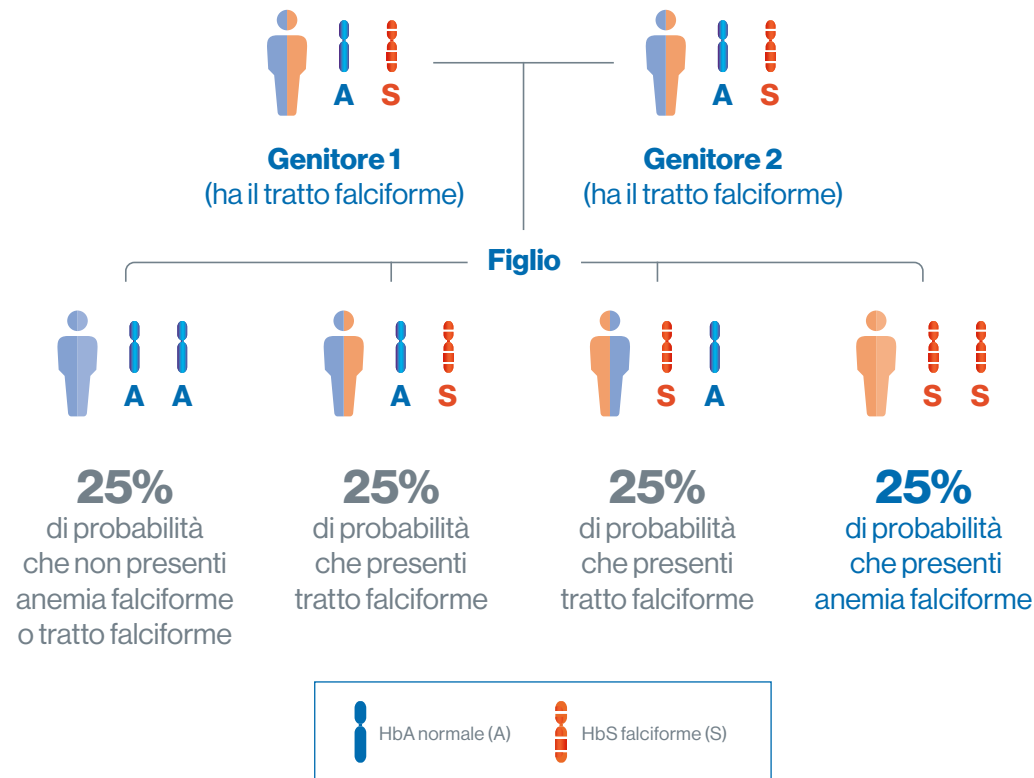 A S
A S
Genitore 1
(ha il tratto falciforme)
Genitore 2
(ha il tratto falciforme)
Figlio
A A
A S
S A
S S
25%
di probabilità
che non presenti
anemia falciforme
o tratto falciforme
25%
di probabilità
che presenti
tratto falciforme
25%
di probabilità
che presenti
tratto falciforme
25%
di probabilità
che presenti
anemia falciforme
HbA normale (A)
HbS falciforme (S)